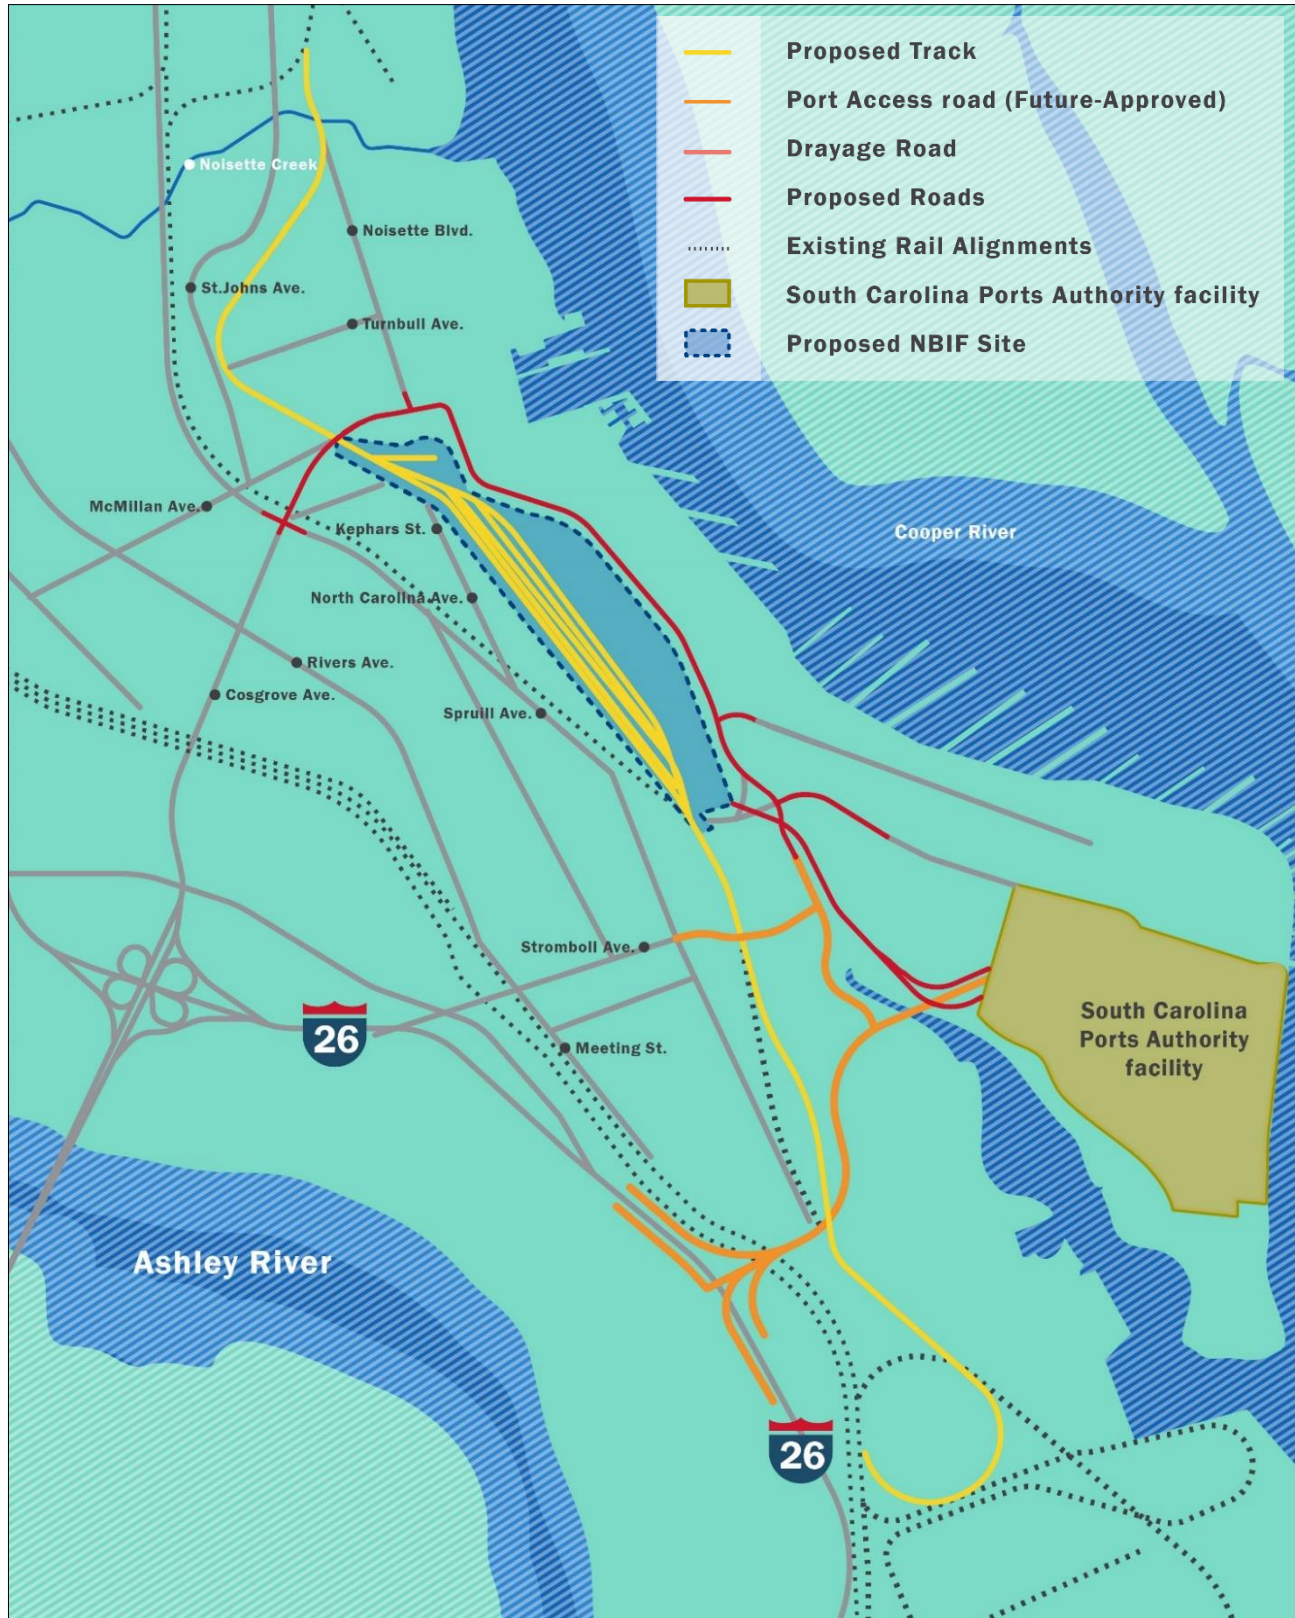 Proposed Track
Port Access road (Future-Approved)
Drayage Road
Proposed Roads
Existing Rail Alignments
South Carolina Ports Authority facility
Proposed NBIF Site
Noisette Creek
Noisette Blvd.
St.Johns Ave.
Turnbull Ave.
McMillan Ave.
Kephars St.
Cooper River
North Carolina Ave.
Rivers Ave.
Cosgrove Ave.
Spruill Ave.
Stromboll Ave.
26
Meeting St.
South Carolina
Ports Authority
facility
Ashley River
26